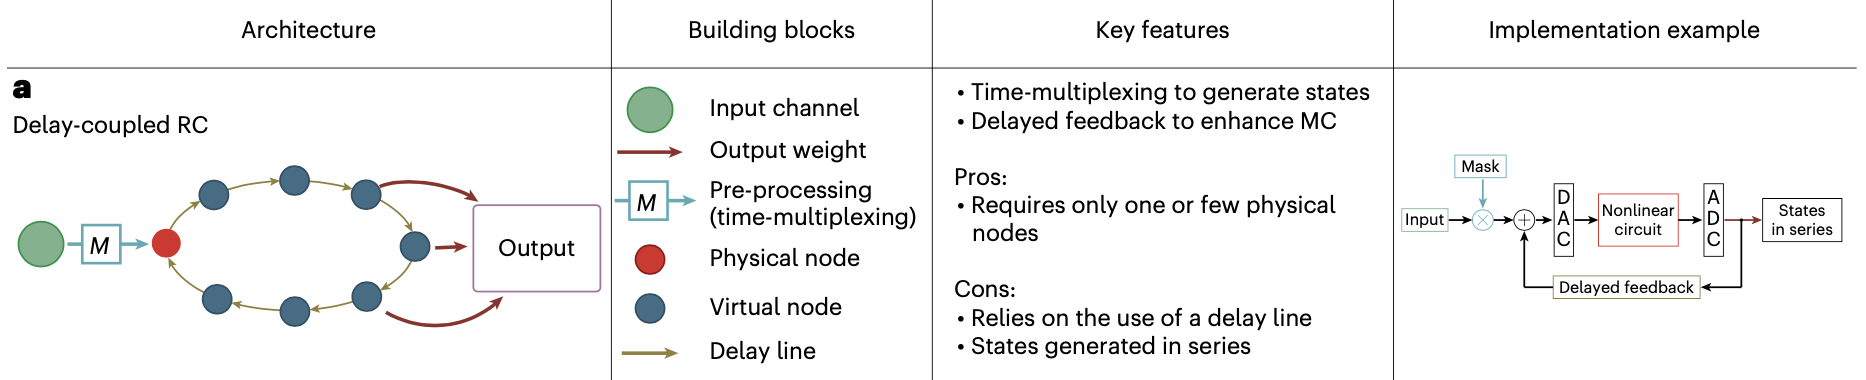 Architecture
Building blocks
Key features
Implementation example
a
Delay-coupled RC
M
Output
Input channel
Output weight
M
Pre-processing
(time-multiplexing)
Physical node
Virtual node
Delay line
• Time-multiplexing to generate states
• Delayed feedback to enhance MC
Pros:
• Requires only one or few physical
nodes
Cons:
• Relies on the use of a delay line
• States generated in series
Mask
Input
DAC
Nonlinear
circuit
ADC
States
in series
Delayed feedback